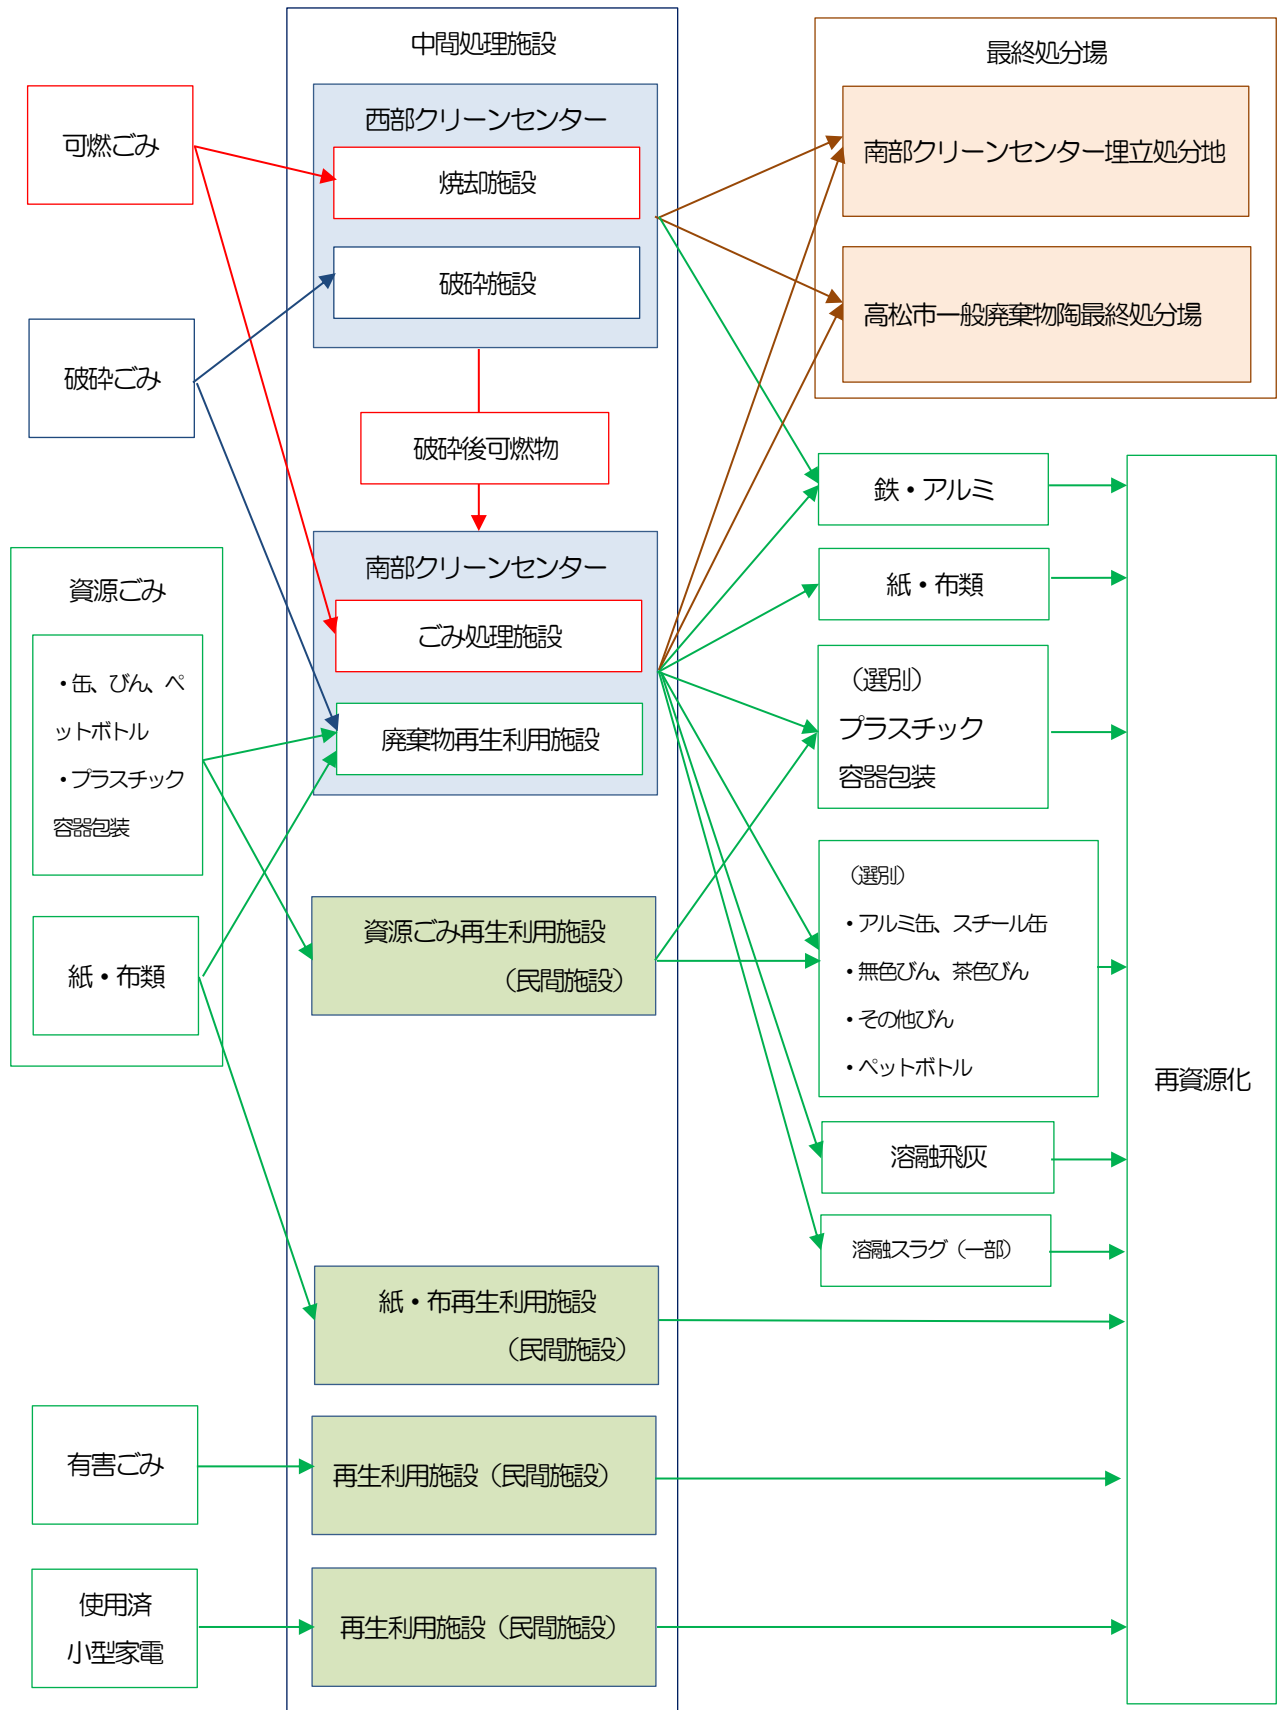 中間処理施設
最終処分場
可燃ごみ
西部クリーンセンター
焼却施設
破砕施設
南部クリーンセンター埋立処分地
高松市一般廃棄物陶最終処分場
破砕ごみ
破砕後可燃物
鉄・アルミ
南部クリーンセンター
ごみ処理施設
廃棄物再生利用施設
紙・布類
資源ごみ
・缶、びん、ペ
ットボトル
・プラスチック
容器包装
紙・布類
(選別)
プラスチック
容器包装
資源ごみ再生利用施設
(民間施設)
(選別)
・アルミ缶、スチール缶
・無色びん、茶色びん
・その他びん
・ペットボトル
再資源化
溶融飛灰
溶融スラグ(一部)
紙・布再生利用施設
(民間施設)
有害ごみ
再生利用施設(民間施設)
使用済
小型家電
再生利用施設(民間施設)